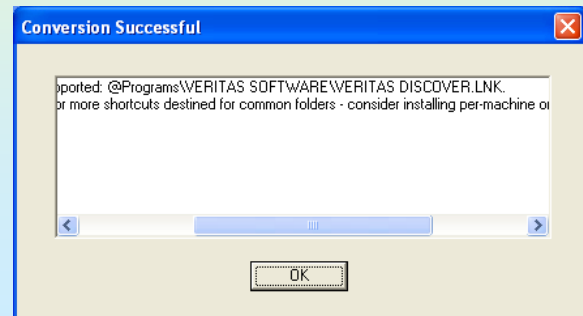 Conversion Successful
pported: @Programs\VERITAS SOFTWARE\VERITAS DISCOVER.LNK.
or more shortcuts destined for common folders - consider installing per-machine or
OK